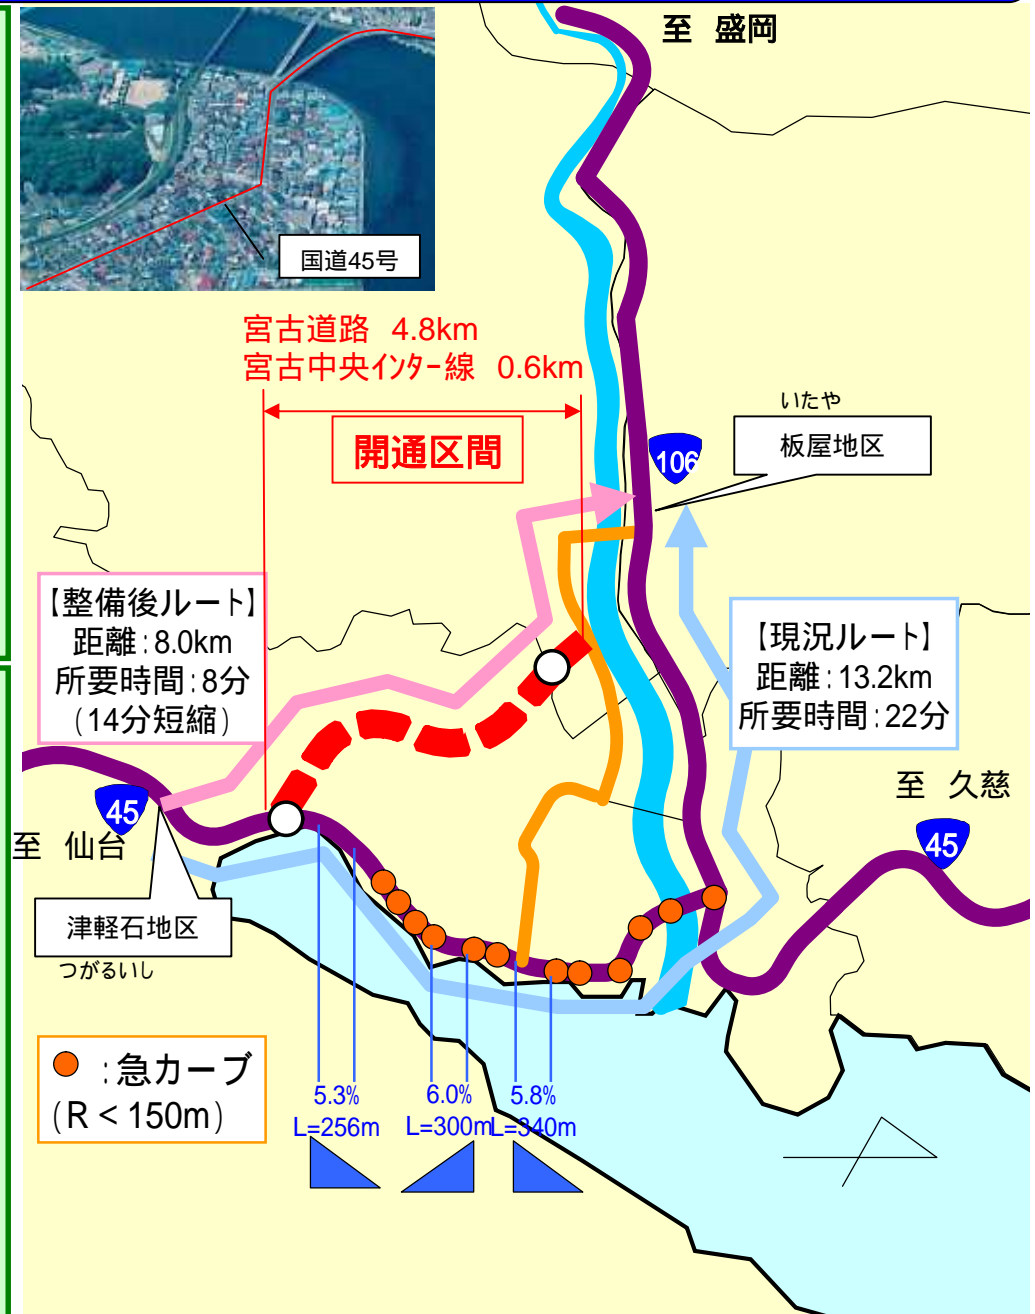 至 盛岡
国道45号
宮古道路 4.8km
宮古中央インター線 0.6km
開通区間
いたや
板屋地区
106
【整備後ルート】
距離:8.0km
所要時間:8分
(14分短縮)
【現況ルート】
距離:13.2km
所要時間:22分
45
至 仙台
至 久慈
45
津軽石地区
つがるいし
:急カーブ
(R<150m)
5.3%
L=256m
6.0%
L=300m
5.8%
L=340m